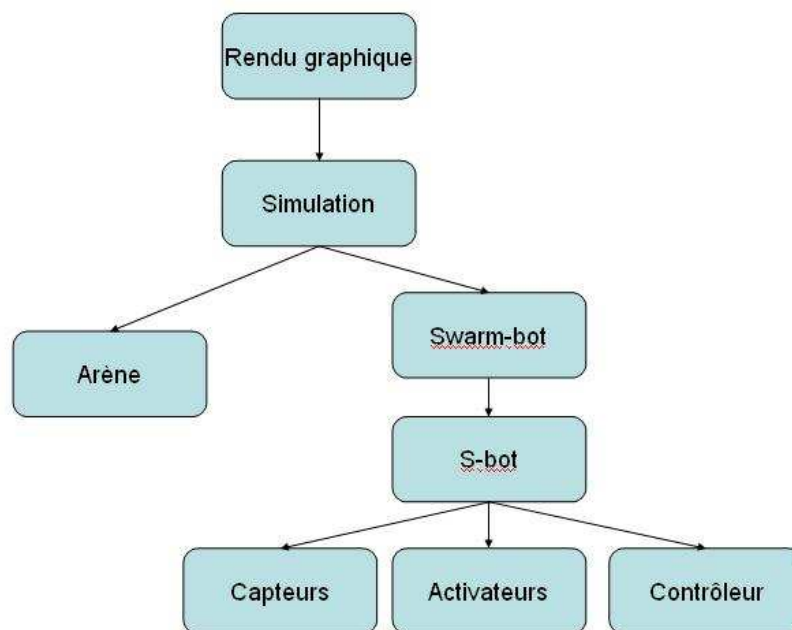 Rendu graphique
Simulation
Arène
Swarm-bot
S-bot
Capteurs
Activateurs
Contrôleur